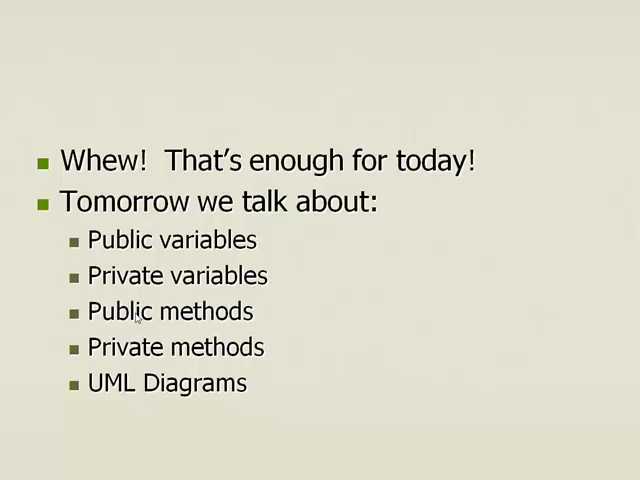 Whew!  That's enough for today!
Tomorrow we talk about:
Public variables
Private variables
Public methods
Private methods
UML Diagrams